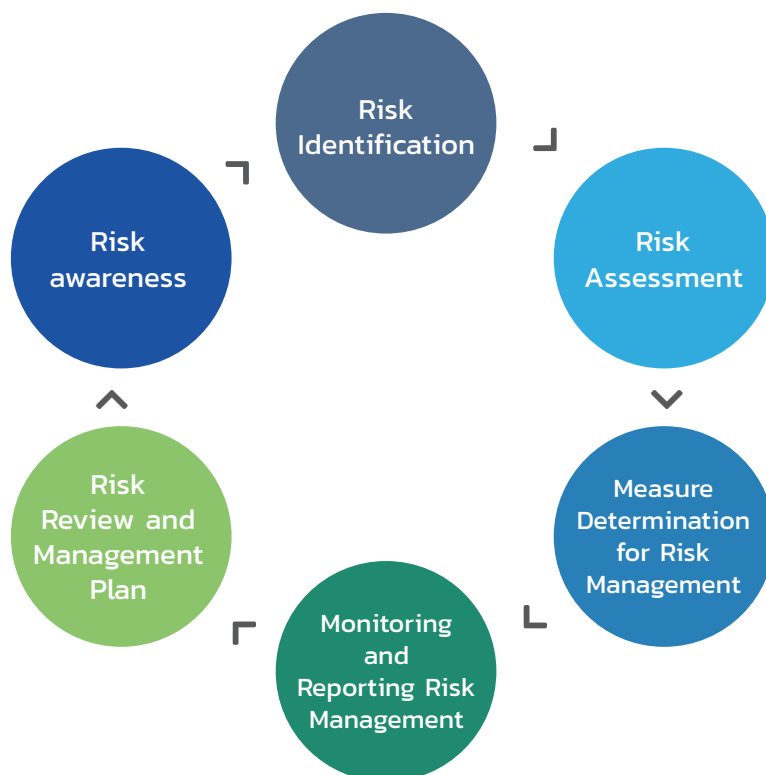 Risk
Identification
Risk
Assessment
Measure
Determination
for Risk
Management
Monitoring
and
Reporting Risk
Management
Risk
Review and
Management
Plan
Risk
awareness